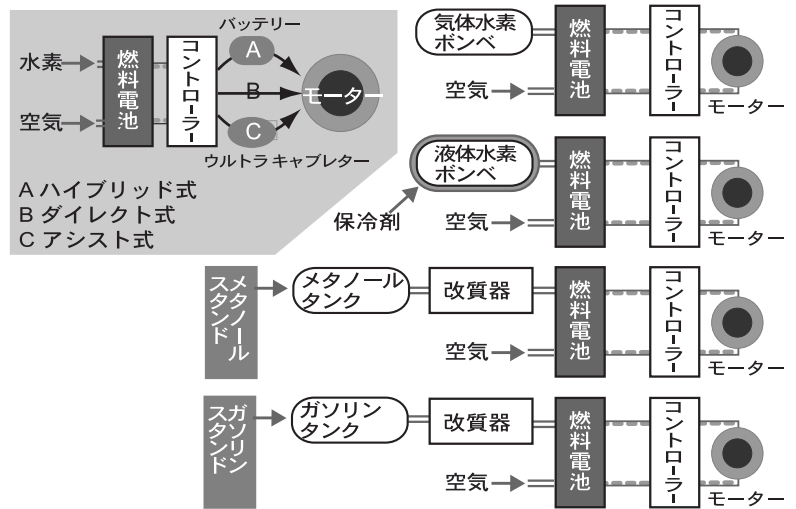 バッテリー
水素
空気
燃料電池
コントローラー
A
B
C
モーター
ウルトラキャブレター
A ハイブリッド式
B ダイレクト式
C アシスト式
気体水素
ボンベ
空気
燃料電池
コントローラー
モーター
液体水素
ボンベ
保冷剤
空気
燃料電池
コントローラー
モーター
メタノール
スタンド
メタノール
タンク
改質器
空気
燃料電池
コントローラー
モーター
ガソリン
スタンド
ガソリン
タンク
改質器
空気
燃料電池
コントローラー
モーター